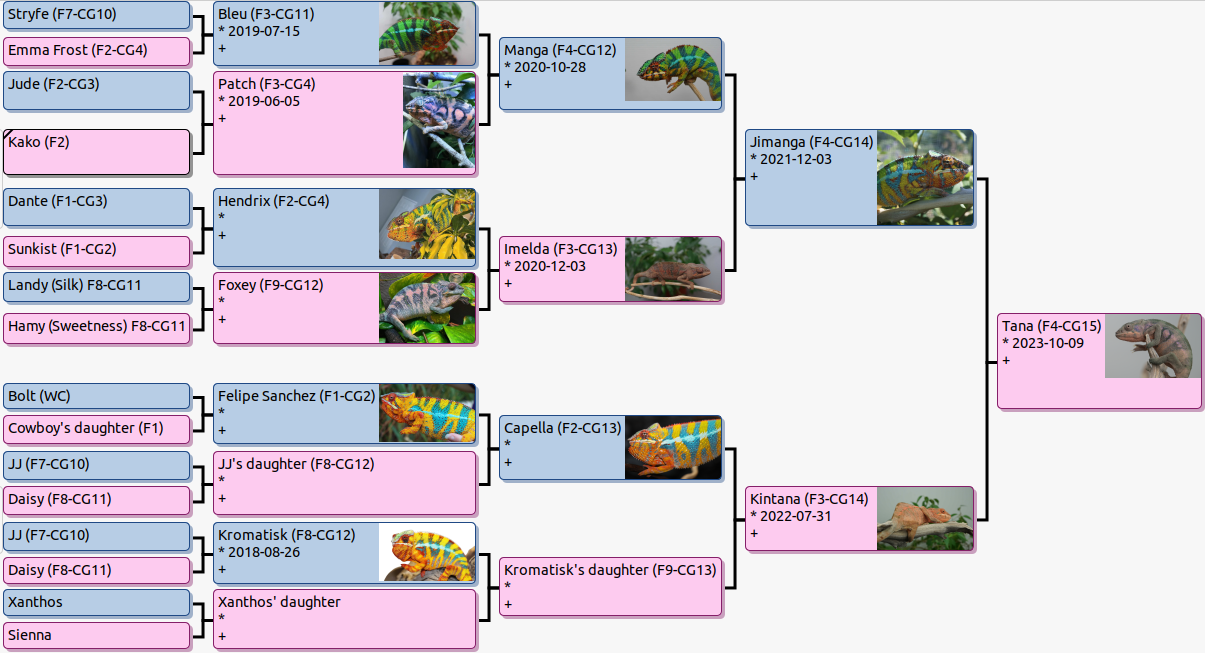 Stryfe (F7-CG10)
Emma Frost (F2-CG4)
Jude (F2-CG3)
Kako (F2)
Dante (F1-CG3)
Sunkist (F1-CG2)
Landy (Silk) F8-CG11
Hamy (Sweetness) F8-CG11
Bolt (WC)
Cowboy's daughter (F1)
JJ (F7-CG10)
Daisy (F8-CG11)
JJ (F7-CG10)
Daisy (F8-CG11)
Xanthos
Sienna
Bleu (F3-CG11)
* 2019-07-15
+
Patch (F3-CG4)
* 2019-06-05
+
Hendrix (F2-CG4)
*
+
Foxey (F9-CG12)
*
+
Felipe Sanchez (F1-CG2)
*
+
JJ's daughter (F8-CG12)
*
+
Kromatisk (F8-CG12)
* 2018-08-26
+
Xanthos' daughter
*
+
Manga (F4-CG12)
* 2020-10-28
+
Imelda (F3-CG13)
* 2020-12-03
+
Capella (F2-CG13)
*
+
Kromatisk's daughter (F9-CG13)
*
+
Jimanga (F4-CG14)
* 2021-12-03
+
Kintana (F3-CG14)
* 2022-07-31
+
Tana (F4-CG15)
* 2023-10-09
+